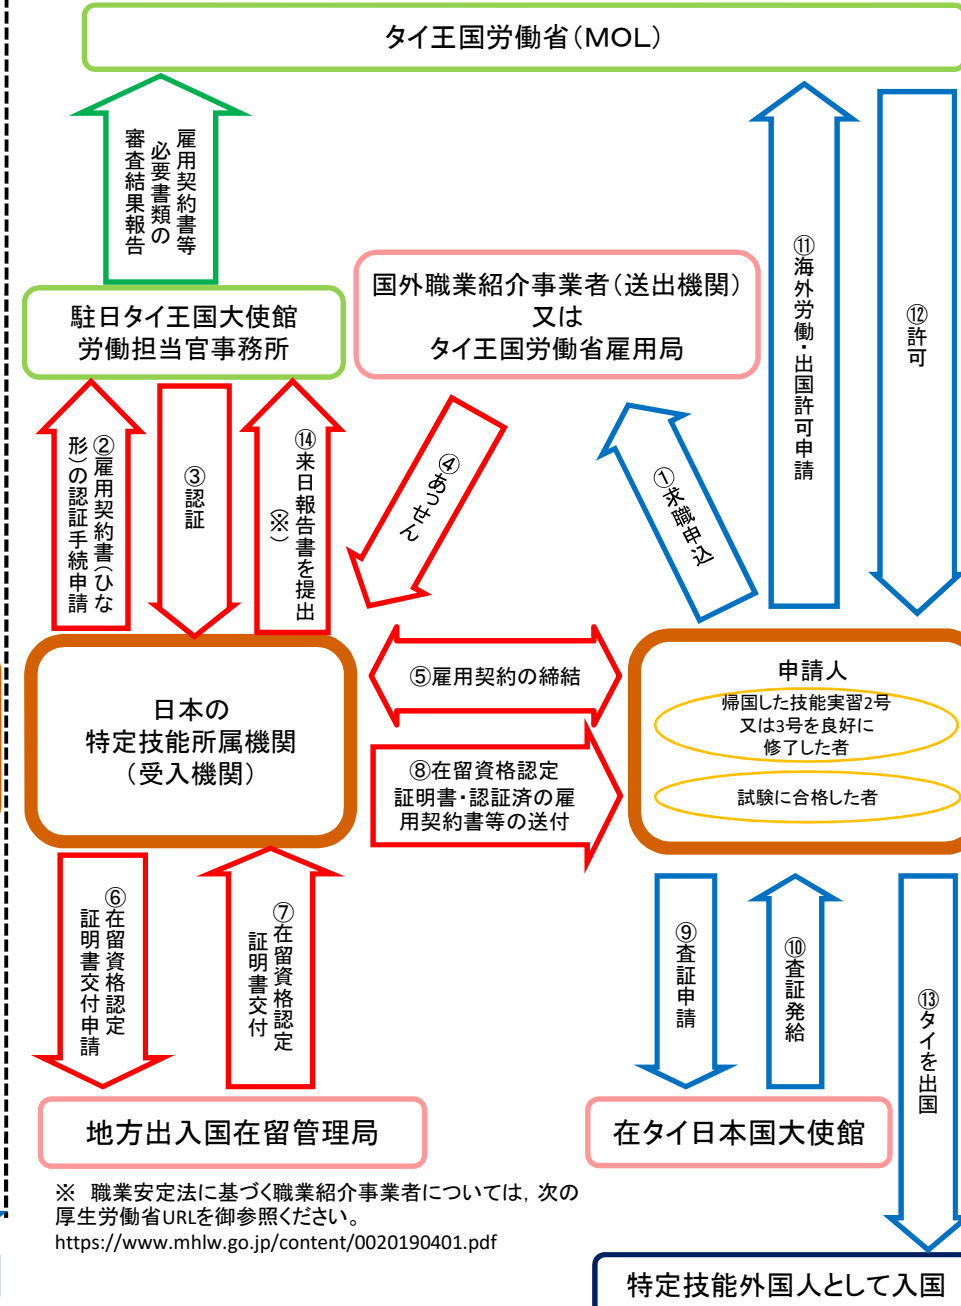 タイ王国労働省（MOL）
雇用契約書等
必要書類の
審査結果報告
⑪海外労働・出国許可申請
⑫許可
駐日タイ王国大使館
労働担当官事務所
国外職業紹介事業者（送出機関）
又は
タイ王国労働省雇用局
②雇用契約書（ひな
形）の認証手続申請
③認証
⑭来日報告書を提出
（※）
④あっせん
①求職申込
日本の
特定技能所属機関
（受入機関）
⑤雇用契約の締結
⑧在留資格認定
証明書・認証済の雇
用契約書等の送付
申請人
帰国した技能実習2号
又は3号を良好に
修了した者
試験に合格した者
⑥在留資格認定
証明書交付申請
⑦在留資格認定
証明書交付
⑨査証申請
⑩査証発給
⑬タイを出国
地方出入国在留管理局
在タイ日本国大使館
※　職業安定法に基づく職業紹介事業者については，次の
厚生労働省URLを御参照ください。
https://www.mhlw.go.jp/content/0020190401.pdf
特定技能外国人として入国